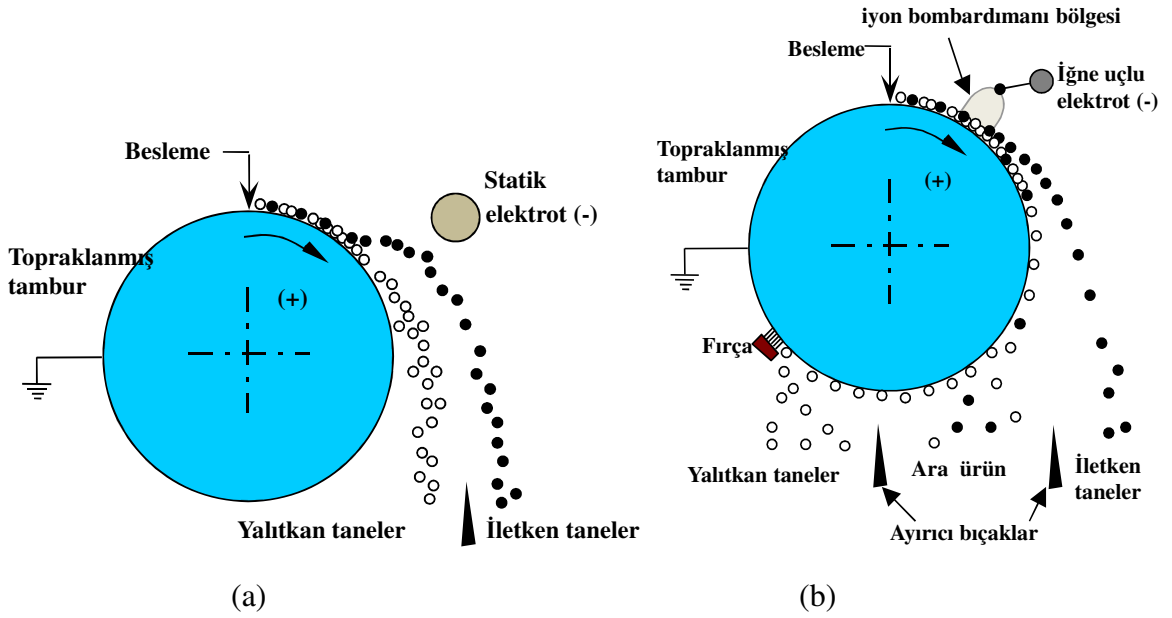 Besleme
Statik
elektrot (-)
Topraklanmış
tambur
(+)
Yalıtkan taneler
İletken taneler
(a)
iyon bombardımanı bölgesi
Besleme
İğne uçlu
elektrot (-)
Topraklanmış
tambur
(+)
Fırça
Yalıtkan taneler
Ara ürün
İletken
taneler
Ayırıcı bıçaklar
(b)